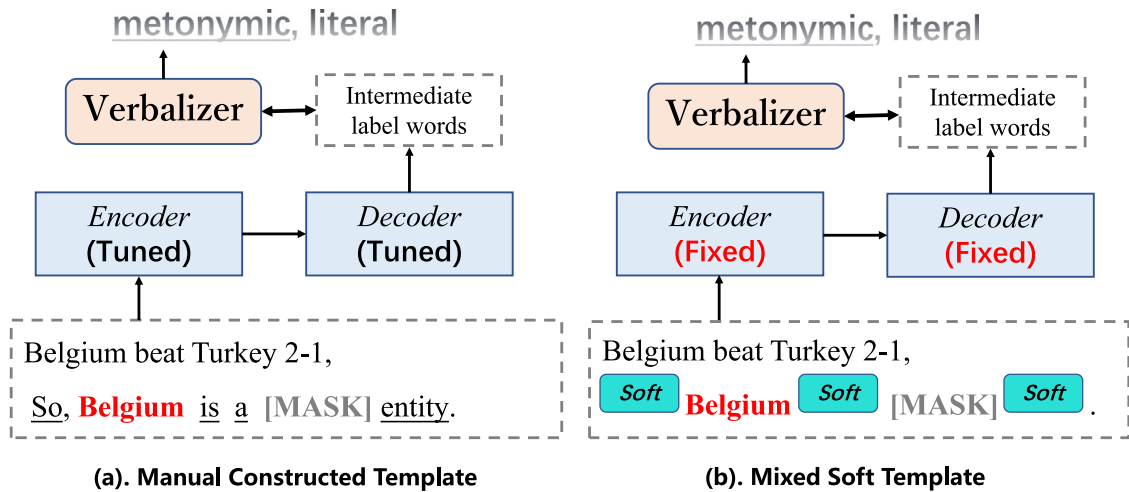 metonymic, literal
Verbalizer
Intermediate
label words
Encoder
(Tuned)
Decoder
(Tuned)
Belgium beat Turkey 2-1,
So, Belgium is a [MASK] entity.
(a). Manual Constructed Template
metonymic, literal
Verbalizer
Intermediate
label words
Encoder
(Fixed)
Decoder
(Fixed)
Belgium beat Turkey 2-1,
Soft Belgium Soft [MASK] Soft .
(b). Mixed Soft Template